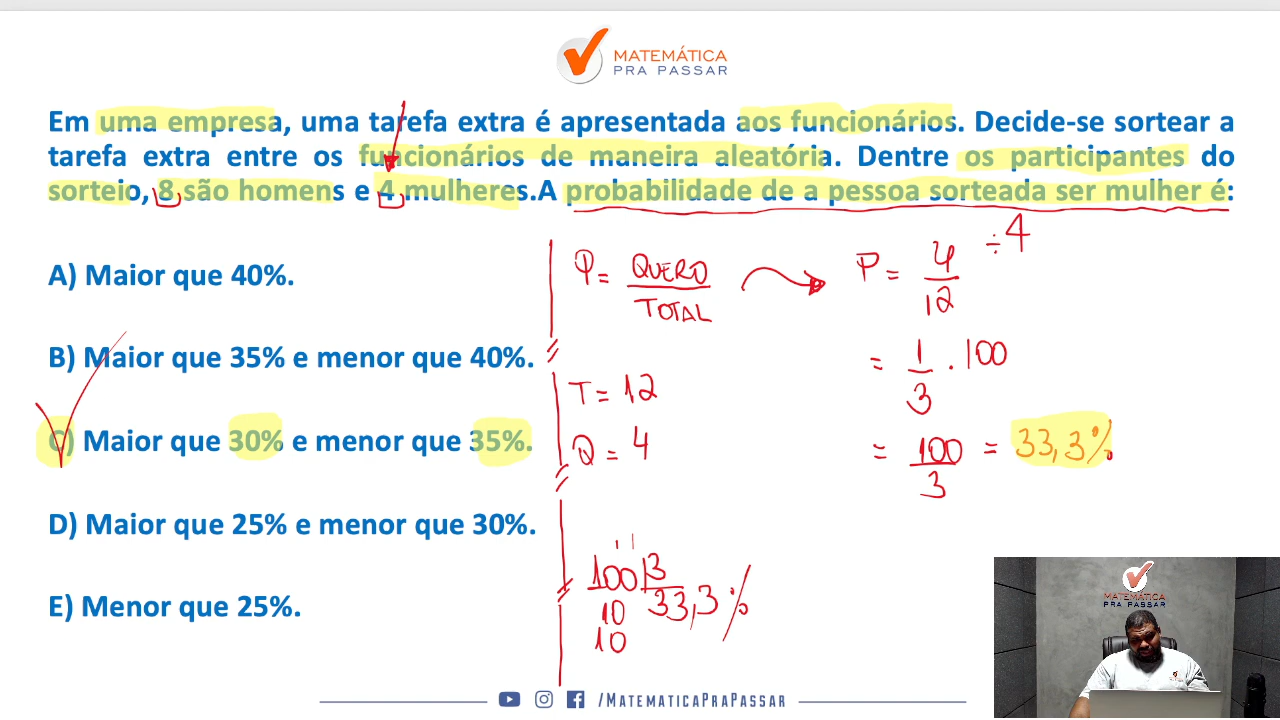 MATEMÁTICA
PRA PASSAR
Em uma empresa, uma tarefa extra é apresentada aos funcionários. Decide-se sortear a
tarefa extra entre os funcionários de maneira aleatória. Dentre os participantes do
sorteio, 8 são homens e 4 mulheres.A probabilidade de a pessoa sorteada ser mulher é:
A) Maior que 40%.
B) Maior que 35% e menor que 40%.
C) Maior que 30% e menor que 35%.
D) Maior que 25% e menor que 30%.
E) Menor que 25%.
P = QUERO
TOTAL
T = 12
Q = 4
100 3
10 33,3%
10
P = 4 ÷4
12
= 1 . 100
3
= 100 = 33,3%
3
MATEMÁTICA
PRA PASSAR
/MATEMATICAPRAPASSAR